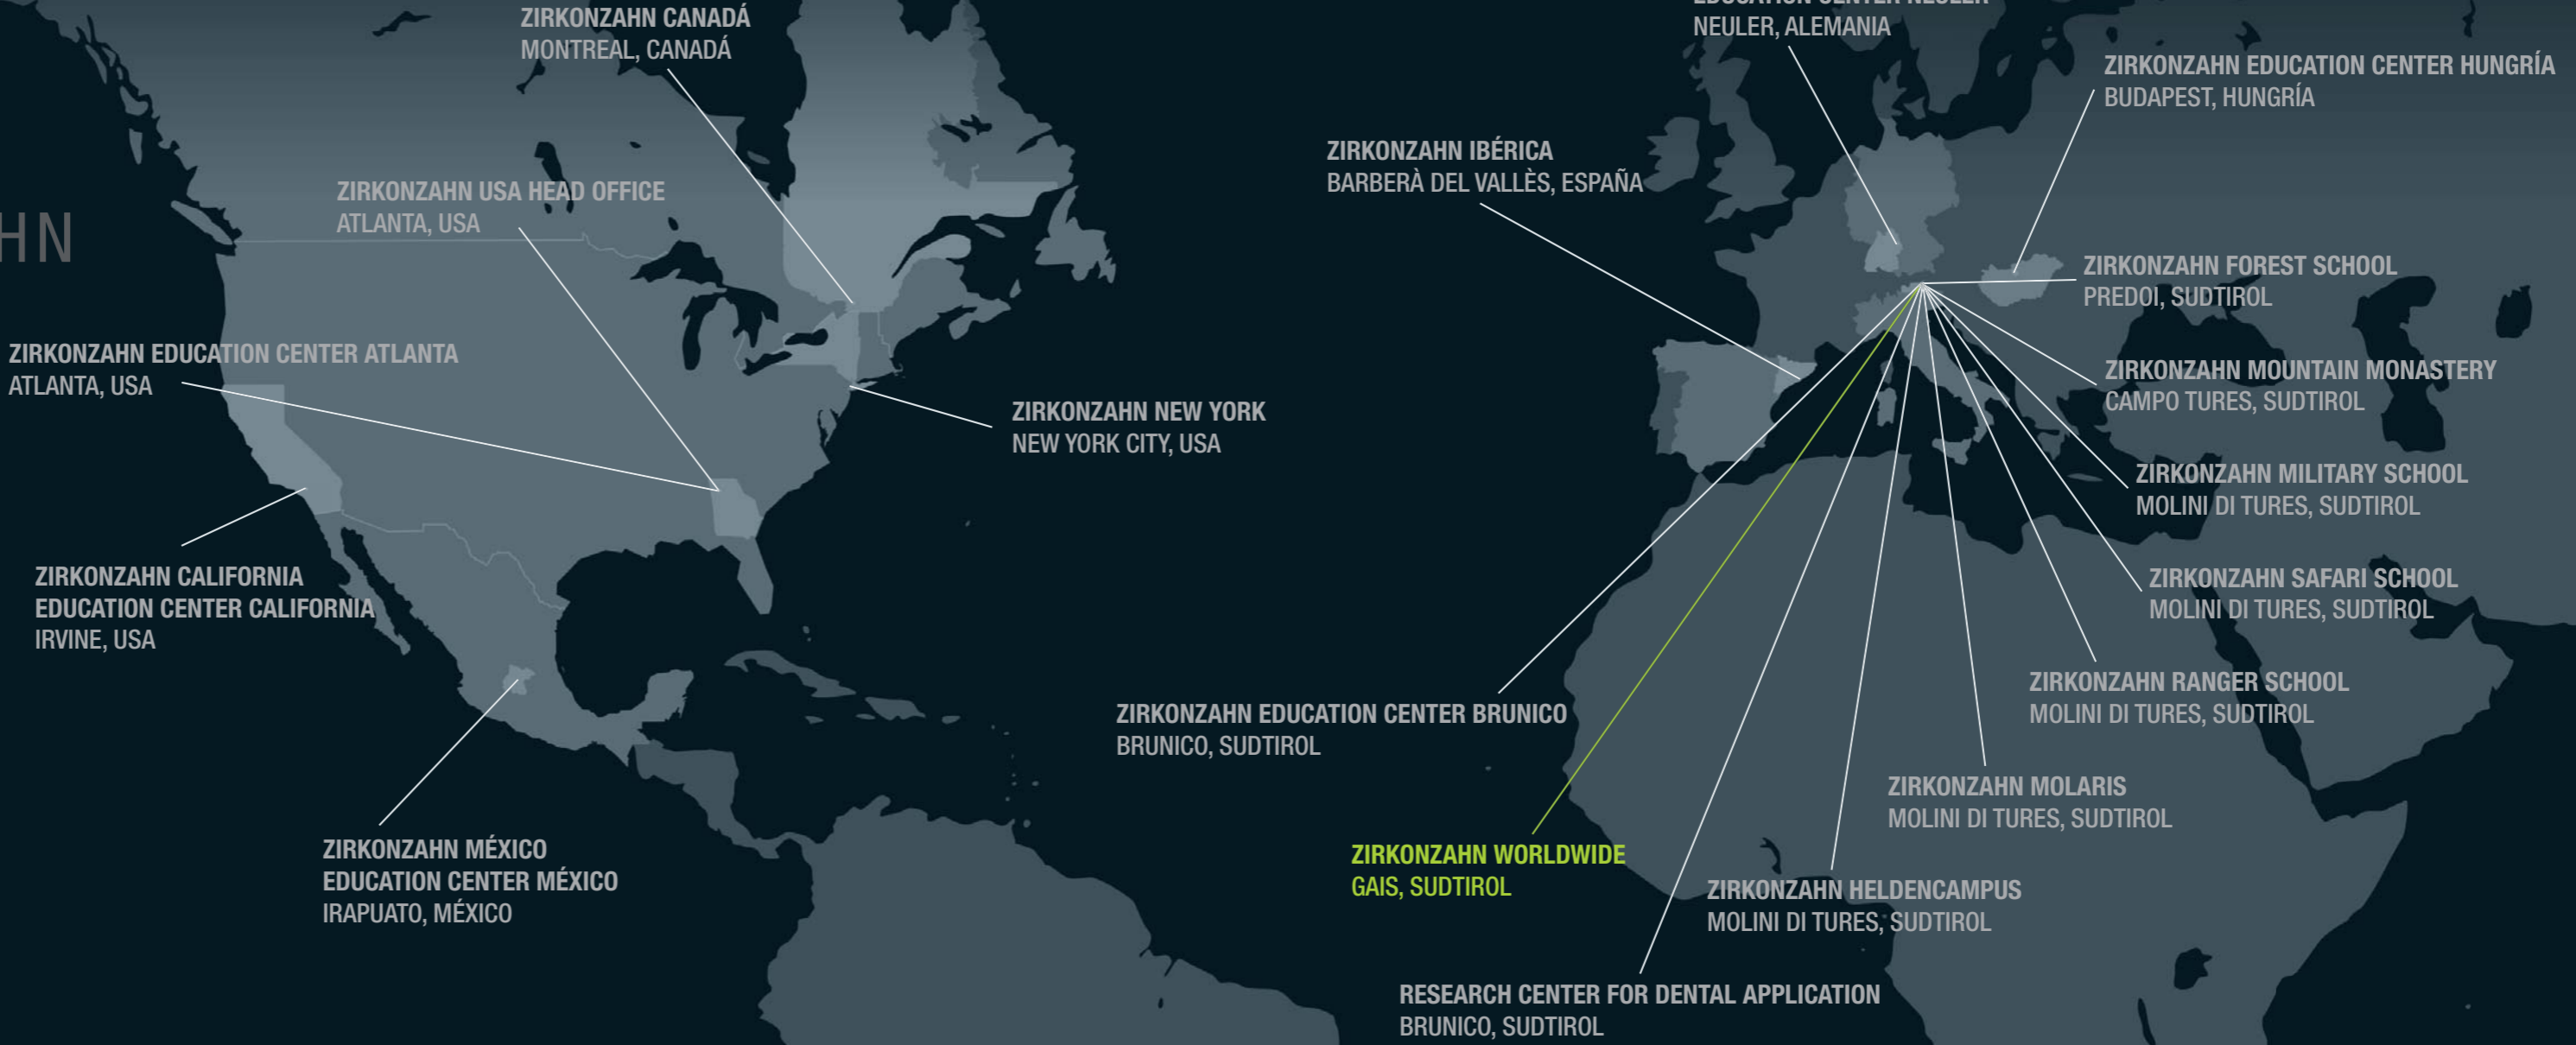 ZIRKONZAHN CANADÁ
MONTREAL, CANADÁ
EDUCATION CENTER NEULER
NEULER, ALEMANIA
ZIRKONZAHN EDUCATION CENTER HUNGRÍA
BUDAPEST, HUNGRÍA
ZIRKONZAHN IBÉRICA
BARBERÀ DEL VALLÈS, ESPAÑA
ZIRKONZAHN USA HEAD OFFICE
ATLANTA, USA
HN
ZIRKONZAHN FOREST SCHOOL
PREDOI, SUDTIROL
ZIRKONZAHN EDUCATION CENTER ATLANTA
ATLANTA, USA
ZIRKONZAHN MOUNTAIN MONASTERY
CAMPO TURES, SUDTIROL
ZIRKONZAHN NEW YORK
NEW YORK CITY, USA
ZIRKONZAHN MILITARY SCHOOL
MOLINI DI TURES, SUDTIROL
ZIRKONZAHN CALIFORNIA
EDUCATION CENTER CALIFORNIA
IRVINE, USA
ZIRKONZAHN SAFARI SCHOOL
MOLINI DI TURES, SUDTIROL
ZIRKONZAHN RANGER SCHOOL
MOLINI DI TURES, SUDTIROL
ZIRKONZAHN EDUCATION CENTER BRUNICO
BRUNICO, SUDTIROL
ZIRKONZAHN MOLARIS
MOLINI DI TURES, SUDTIROL
ZIRKONZAHN MÉXICO
EDUCATION CENTER MÉXICO
IRAPUATO, MÉXICO
ZIRKONZAHN WORLDWIDE
GAIS, SUDTIROL
ZIRKONZAHN HELDENCAMPUS
MOLINI DI TURES, SUDTIROL
RESEARCH CENTER FOR DENTAL APPLICATION
BRUNICO, SUDTIROL